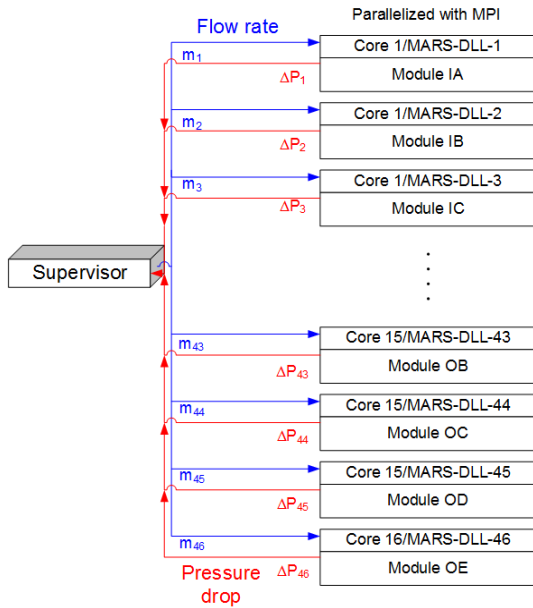 Parallelized with MPI
Flow rate
Core 1/MARS-DLL-1
m1
ΔP1
Module IA
Core 1/MARS-DLL-2
m2
ΔP2
Module IB
Core 1/MARS-DLL-3
m3
ΔP3
Module IC
Supervisor
Core 15/MARS-DLL-43
m43
ΔP43
Module OB
Core 15/MARS-DLL-44
m44
ΔP44
Module OC
Core 15/MARS-DLL-45
m45
ΔP45
Module OD
Core 16/MARS-DLL-46
m46
ΔP46
Module OE
Pressure
drop